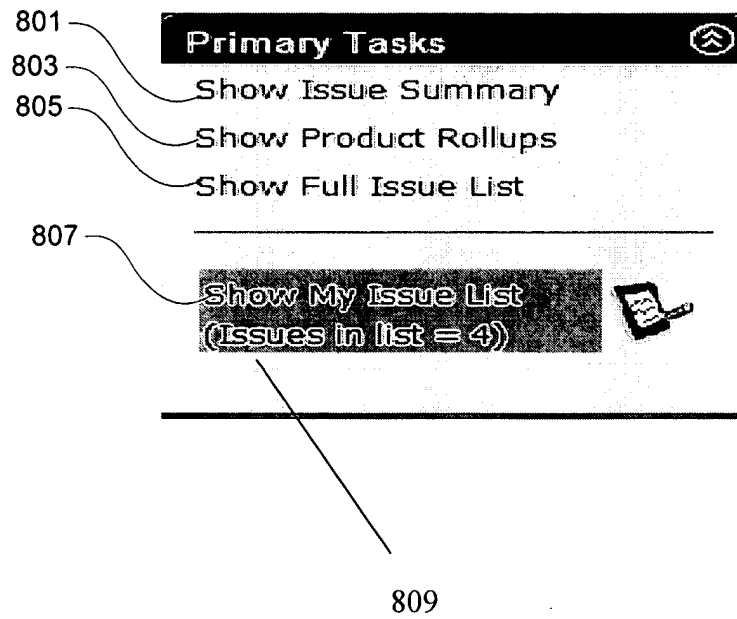 801
Primary Tasks
803
Show Issue Summary
805
Show Product Rollups
Show Full Issue List
807
Show My Issue List
(Issues in list = 4)
809